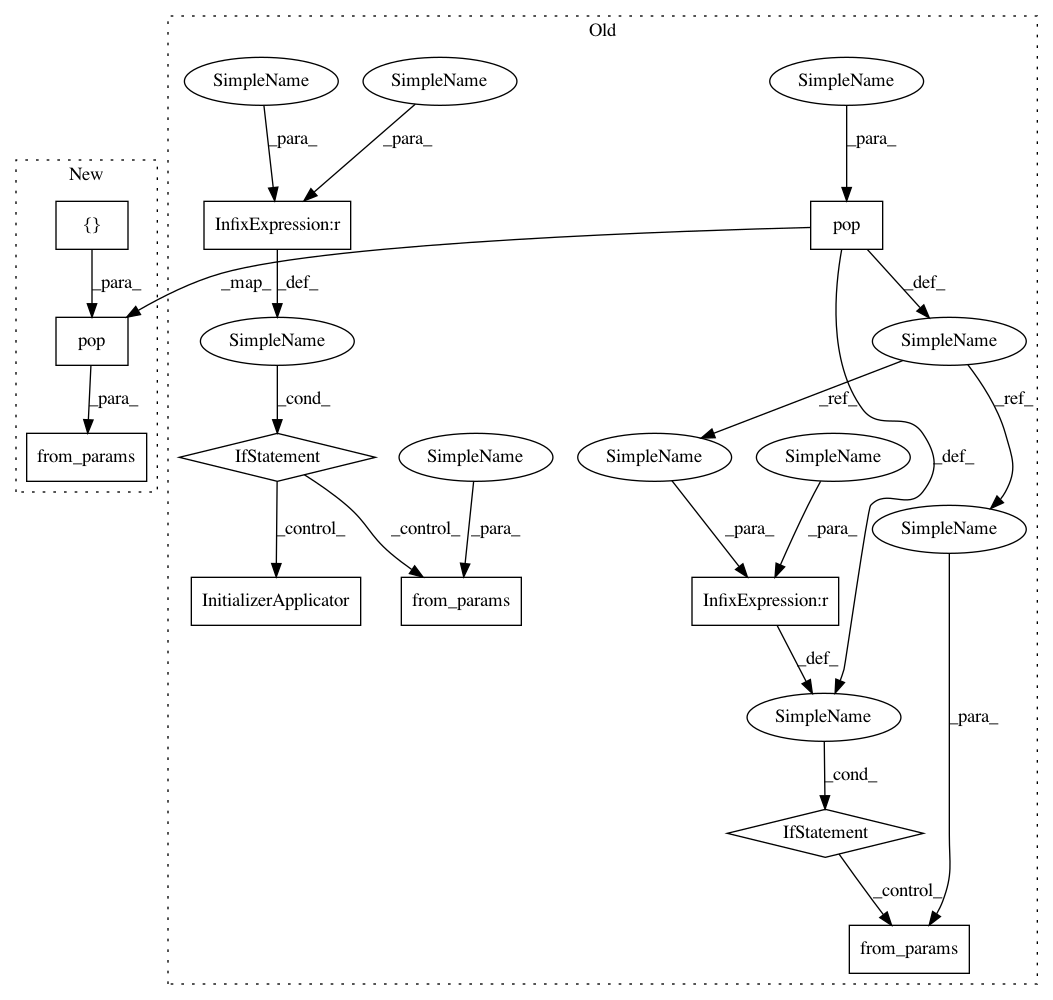 Old
SimpleName
SimpleName
SimpleName
_para_
_para_
_para_
New
{}
InfixExpression:r
pop
_para_
_map_
_def_
_def_
pop
SimpleName
SimpleName
_para_
_cond_
_ref_
_ref_
from_params
IfStatement
SimpleName
SimpleName
SimpleName
_def_
_control_
_control_
_para_
_para_
_para_
SimpleName
InitializerApplicator
from_params
InfixExpression:r
_def_
SimpleName
_para_
_cond_
IfStatement
_control_
from_params